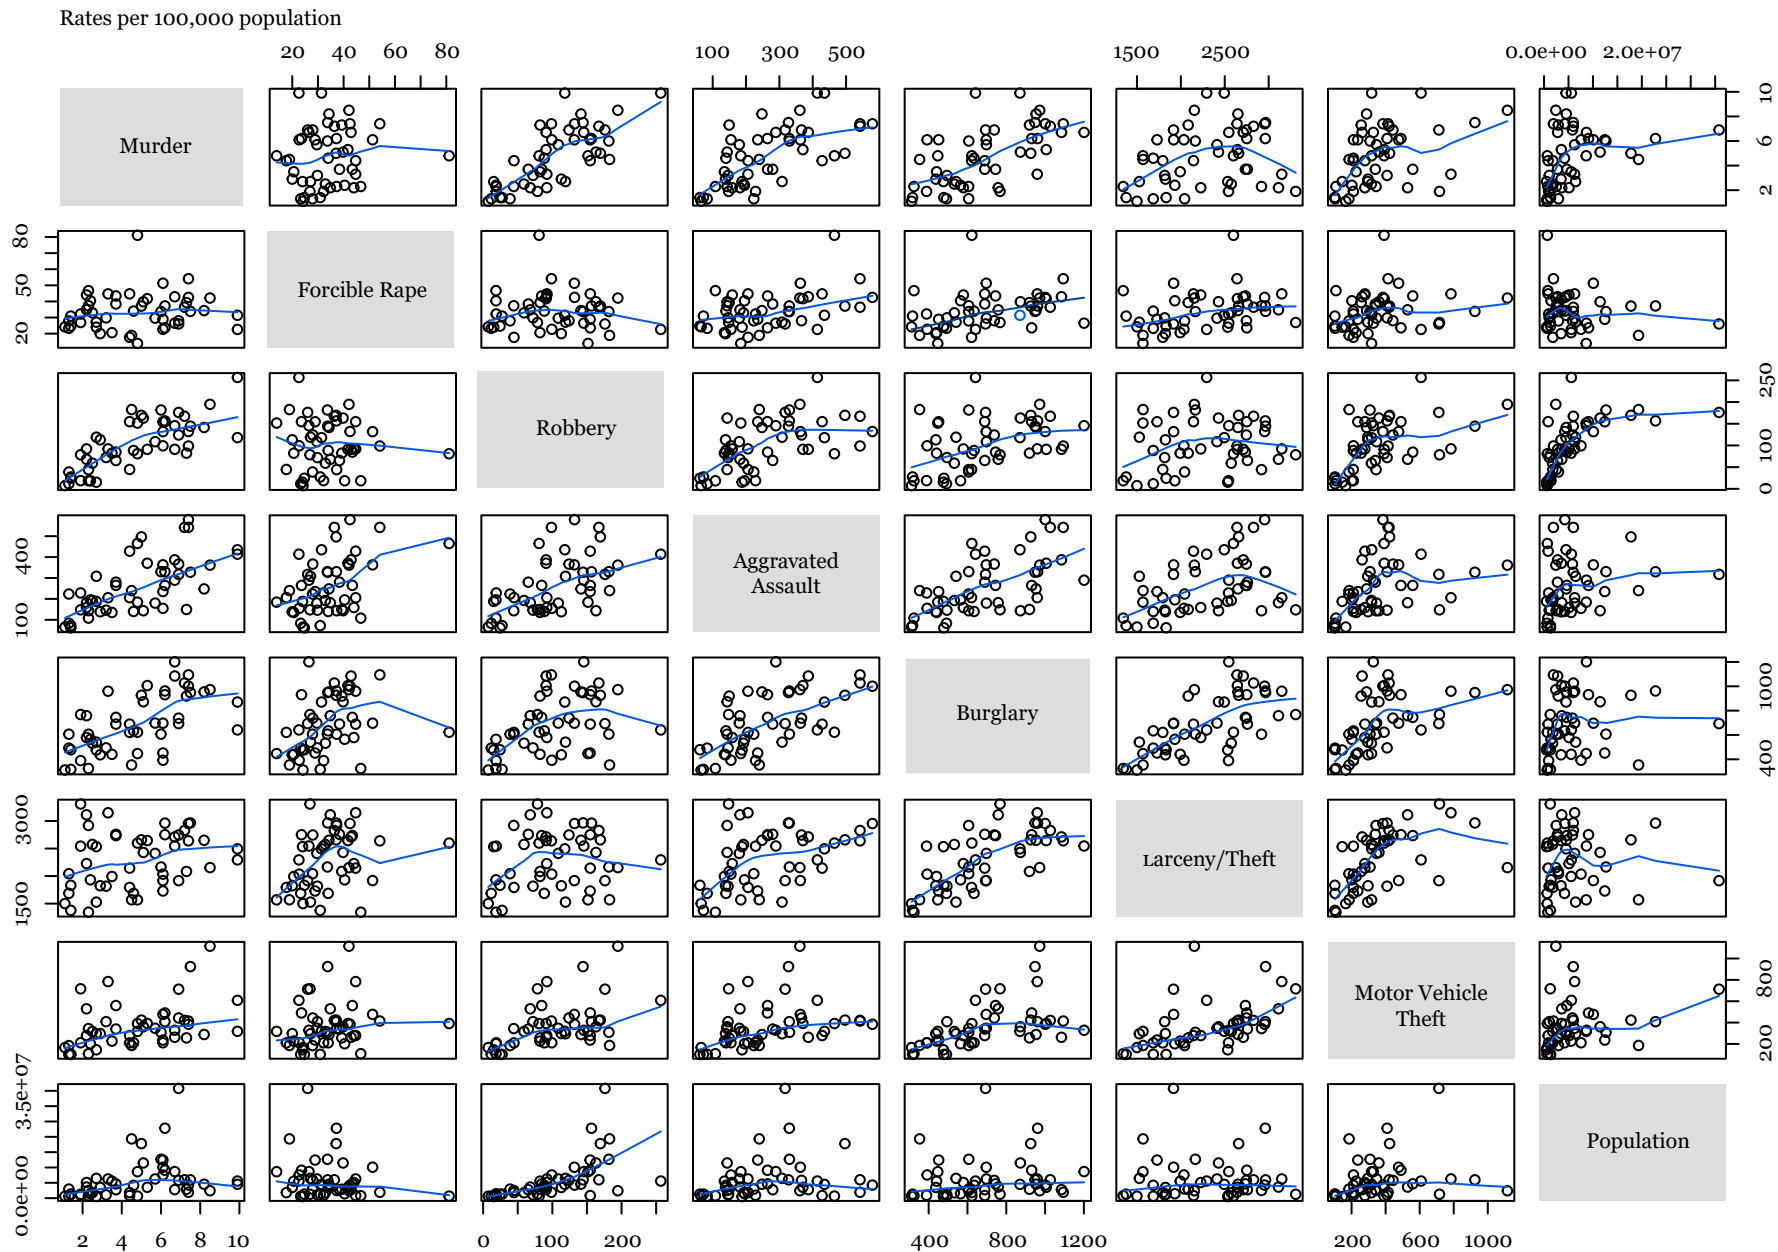 Rates per 100,000 population
20 40 60 80 100 300 500 1500 2500 0.0e+00 2.0e+07
Murder
2 6 10
20 50 80
Forcible Rape
Robbery
0 100 250
100 400
Aggravated
Assault
Burglary
400 1000
1500 3000
Larceny/Theft
Motor Vehicle
Theft
200 800
0.0e+00 3.5e+07
Population
2 4 6 8 10 0 100 200 400 800 1200 200 600 1000